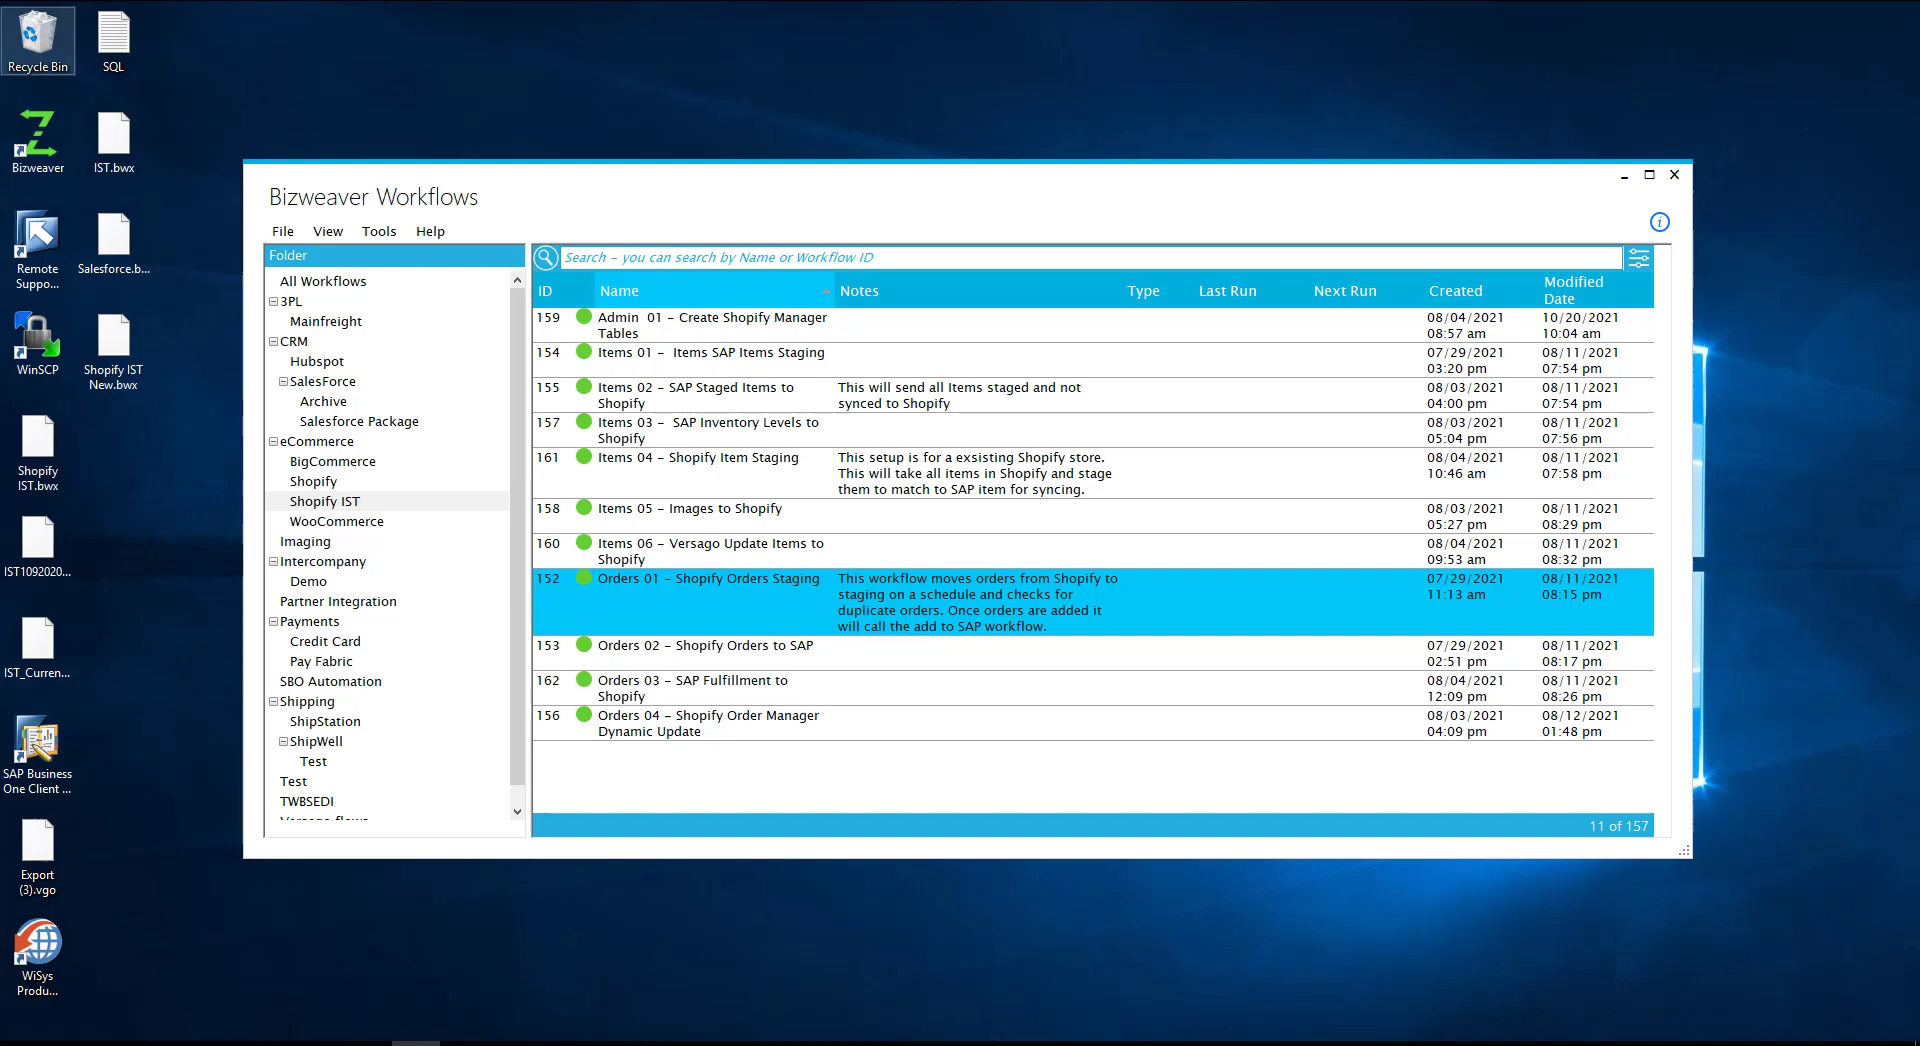 Recycle Bin
SQL
Bizweaver
IST.bwx
Remote
Suppo...
Salesforce.b...
WinSCP
Shopify IST
New.bwx
Shopify
IST.bwx
IST1092020...
IST_Curren...
SAP Business
One Client ...
Export
(3).vgo
WiSys
Produ...
Bizweaver Workflows
File View Tools Help
Folder
All Workflows
3PL
Mainfreight
CRM
Hubspot
SalesForce
Archive
Salesforce Package
eCommerce
BigCommerce
Shopify
Shopify IST
WooCommerce
Imaging
Intercompany
Demo
Partner Integration
Payments
Credit Card
Pay Fabric
SBO Automation
Shipping
ShipStation
ShipWell
Test
Test
TWBSEDI
Search – you can search by Name or Workflow ID
ID Name Notes Type Last Run Next Run Created Modified
Date
159 Admin 01 – Create Shopify Manager 08/04/2021 10/20/2021
Tables 08:57 am 10:04 am
154 Items 01 – Items SAP Items Staging 07/29/2021 08/11/2021
03:20 pm 07:54 pm
155 Items 02 – SAP Staged Items to This will send all Items staged and not 08/03/2021 08/11/2021
Shopify synced to Shopify 04:00 pm 07:54 pm
157 Items 03 – SAP Inventory Levels to 08/03/2021 08/11/2021
Shopify 05:04 pm 07:56 pm
161 Items 04 – Shopify Item Staging This setup is for a exsisting Shopify store. 08/04/2021 08/11/2021
This will take all items in Shopify and stage 10:46 am 07:58 pm
them to match to SAP item for syncing.
158 Items 05 – Images to Shopify 08/03/2021 08/11/2021
05:27 pm 08:29 pm
160 Items 06 – Versago Update Items to 08/04/2021 08/11/2021
Shopify 09:53 am 08:32 pm
152 Orders 01 – Shopify Orders Staging This workflow moves orders from Shopify to 07/29/2021 08/11/2021
staging on a schedule and checks for 11:13 am 08:15 pm
duplicate orders. Once orders are added it
will call the add to SAP workflow.
153 Orders 02 – Shopify Orders to SAP 07/29/2021 08/11/2021
02:51 pm 08:17 pm
162 Orders 03 – SAP Fulfillment to 08/04/2021 08/11/2021
Shopify 12:09 pm 08:26 pm
156 Orders 04 – Shopify Order Manager 08/03/2021 08/12/2021
Dynamic Update 04:09 pm 01:48 pm
11 of 157